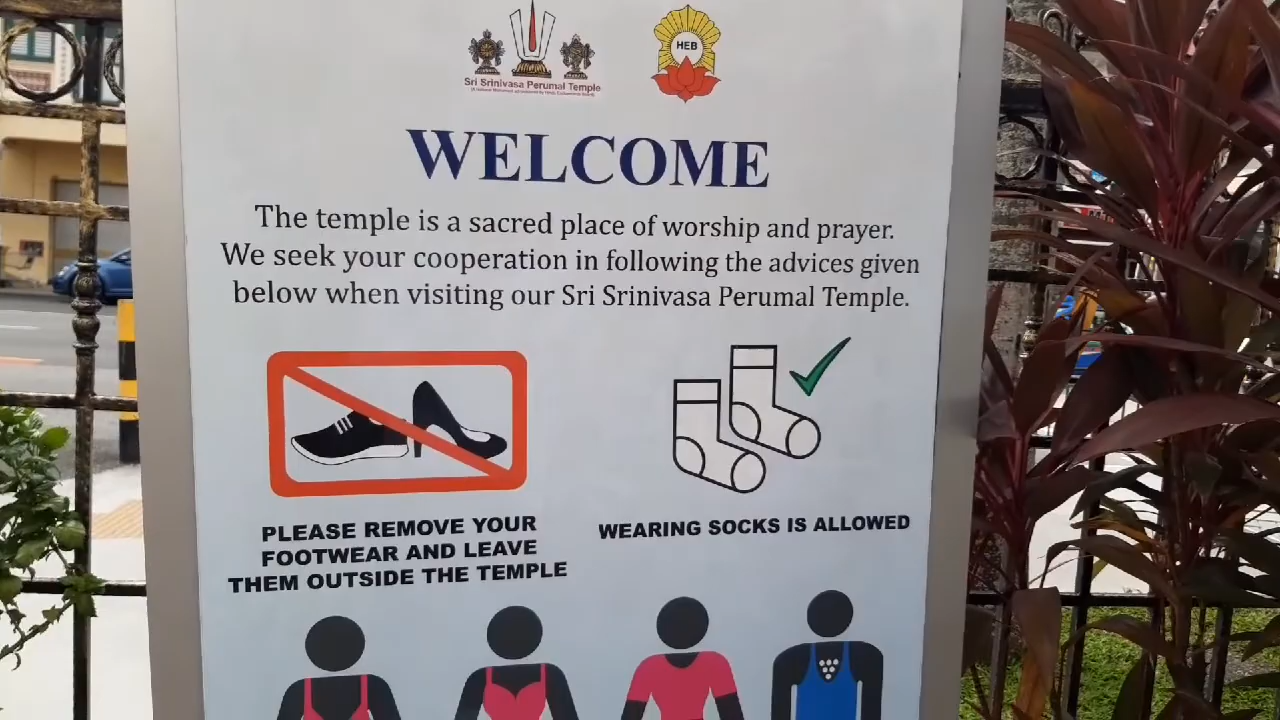 HEB
Sri Srinivasa Perumal Temple
WELCOME
The temple is a sacred place of worship and prayer.
We seek your cooperation in following the advices given
below when visiting our Sri Srinivasa Perumal Temple.
PLEASE REMOVE YOUR
FOOTWEAR AND LEAVE
THEM OUTSIDE THE TEMPLE
WEARING SOCKS IS ALLOWED